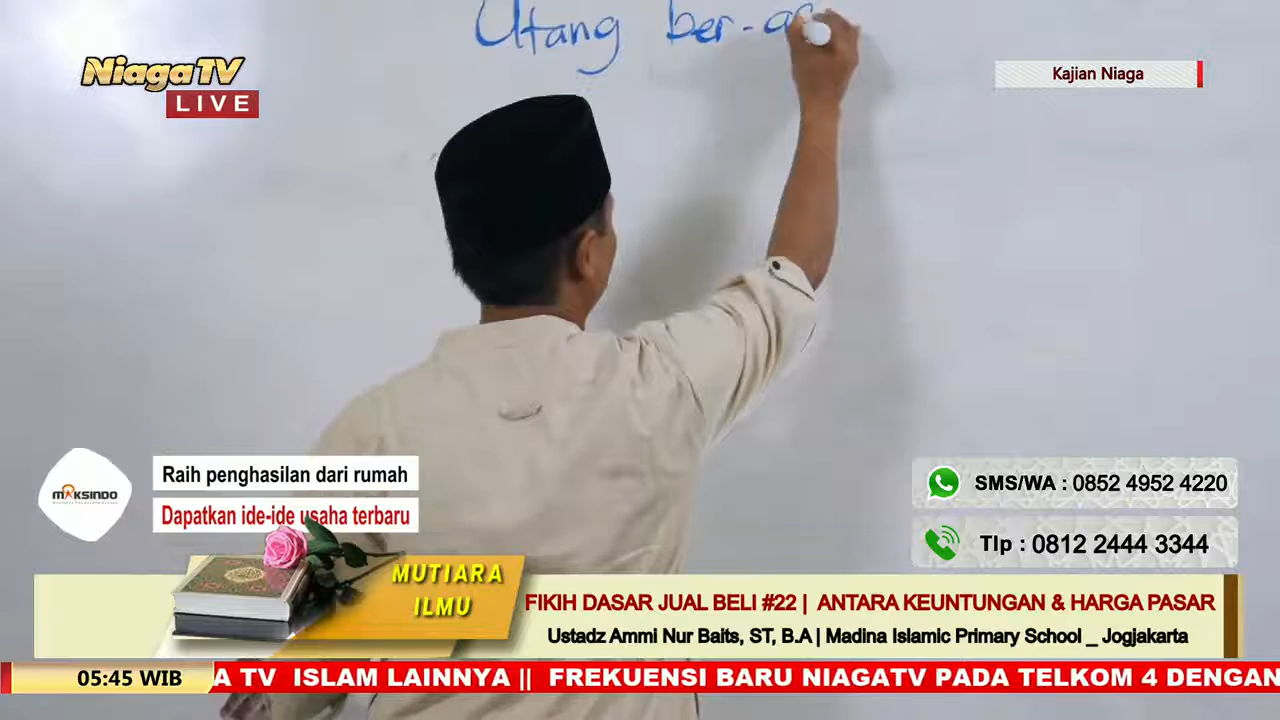 Utang ber-
NiagaTV
LIVE
Kajian Niaga
MAKSINDO
Raih penghasilan dari rumah
Dapatkan ide-ide usaha terbaru
SMS/WA : 0852 4952 4220
Tlp : 0812 2444 3344
MUTIARA
ILMU
FIKIH DASAR JUAL BELI #22 | ANTARA KEUNTUNGAN & HARGA PASAR
Ustadz Ammi Nur Baits, ST, B.A | Madina Islamic Primary School _ Jogjakarta
05:45 WIB
A TV ISLAM LAINNYA || FREKUENSI BARU NIAGATV PADA TELKOM 4 DENGAN